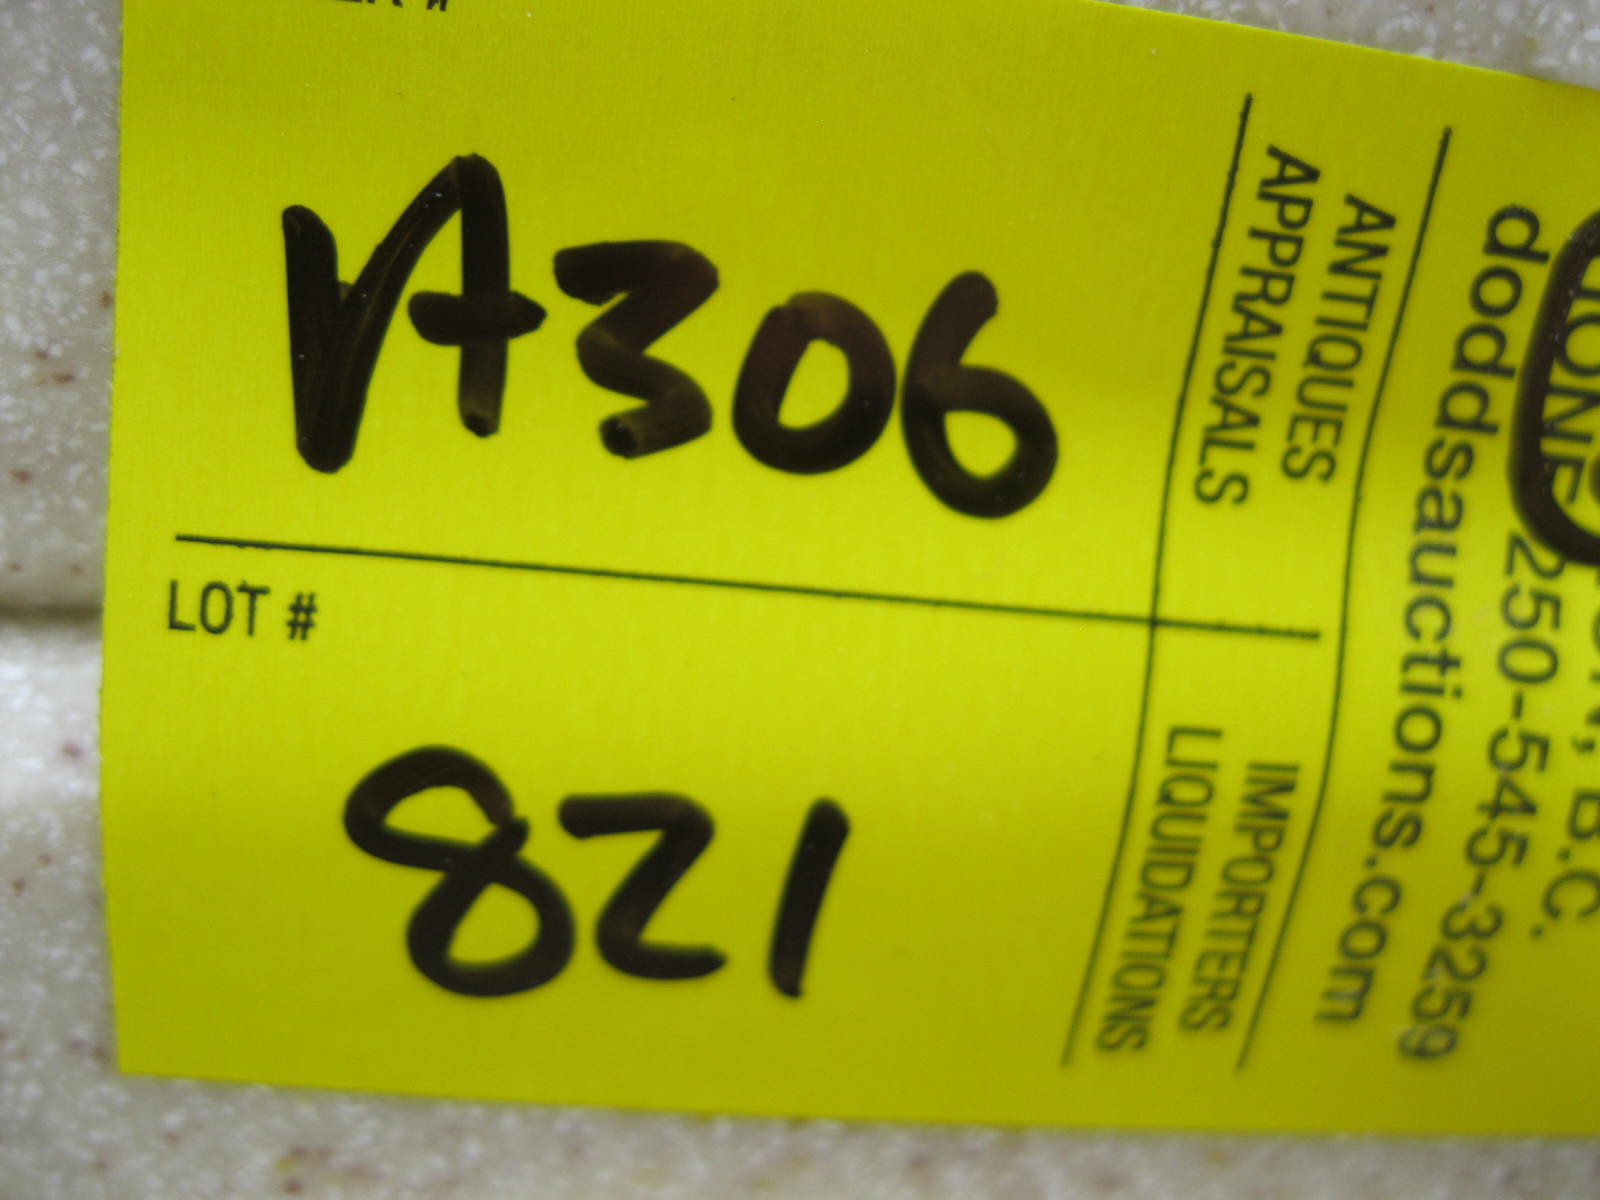 A306
LOT #
821
ANTIQUES
APPRAISALS
IMPORTERS
LIQUIDATIONS
doddsauctions.com
250-545-3259
B.C.